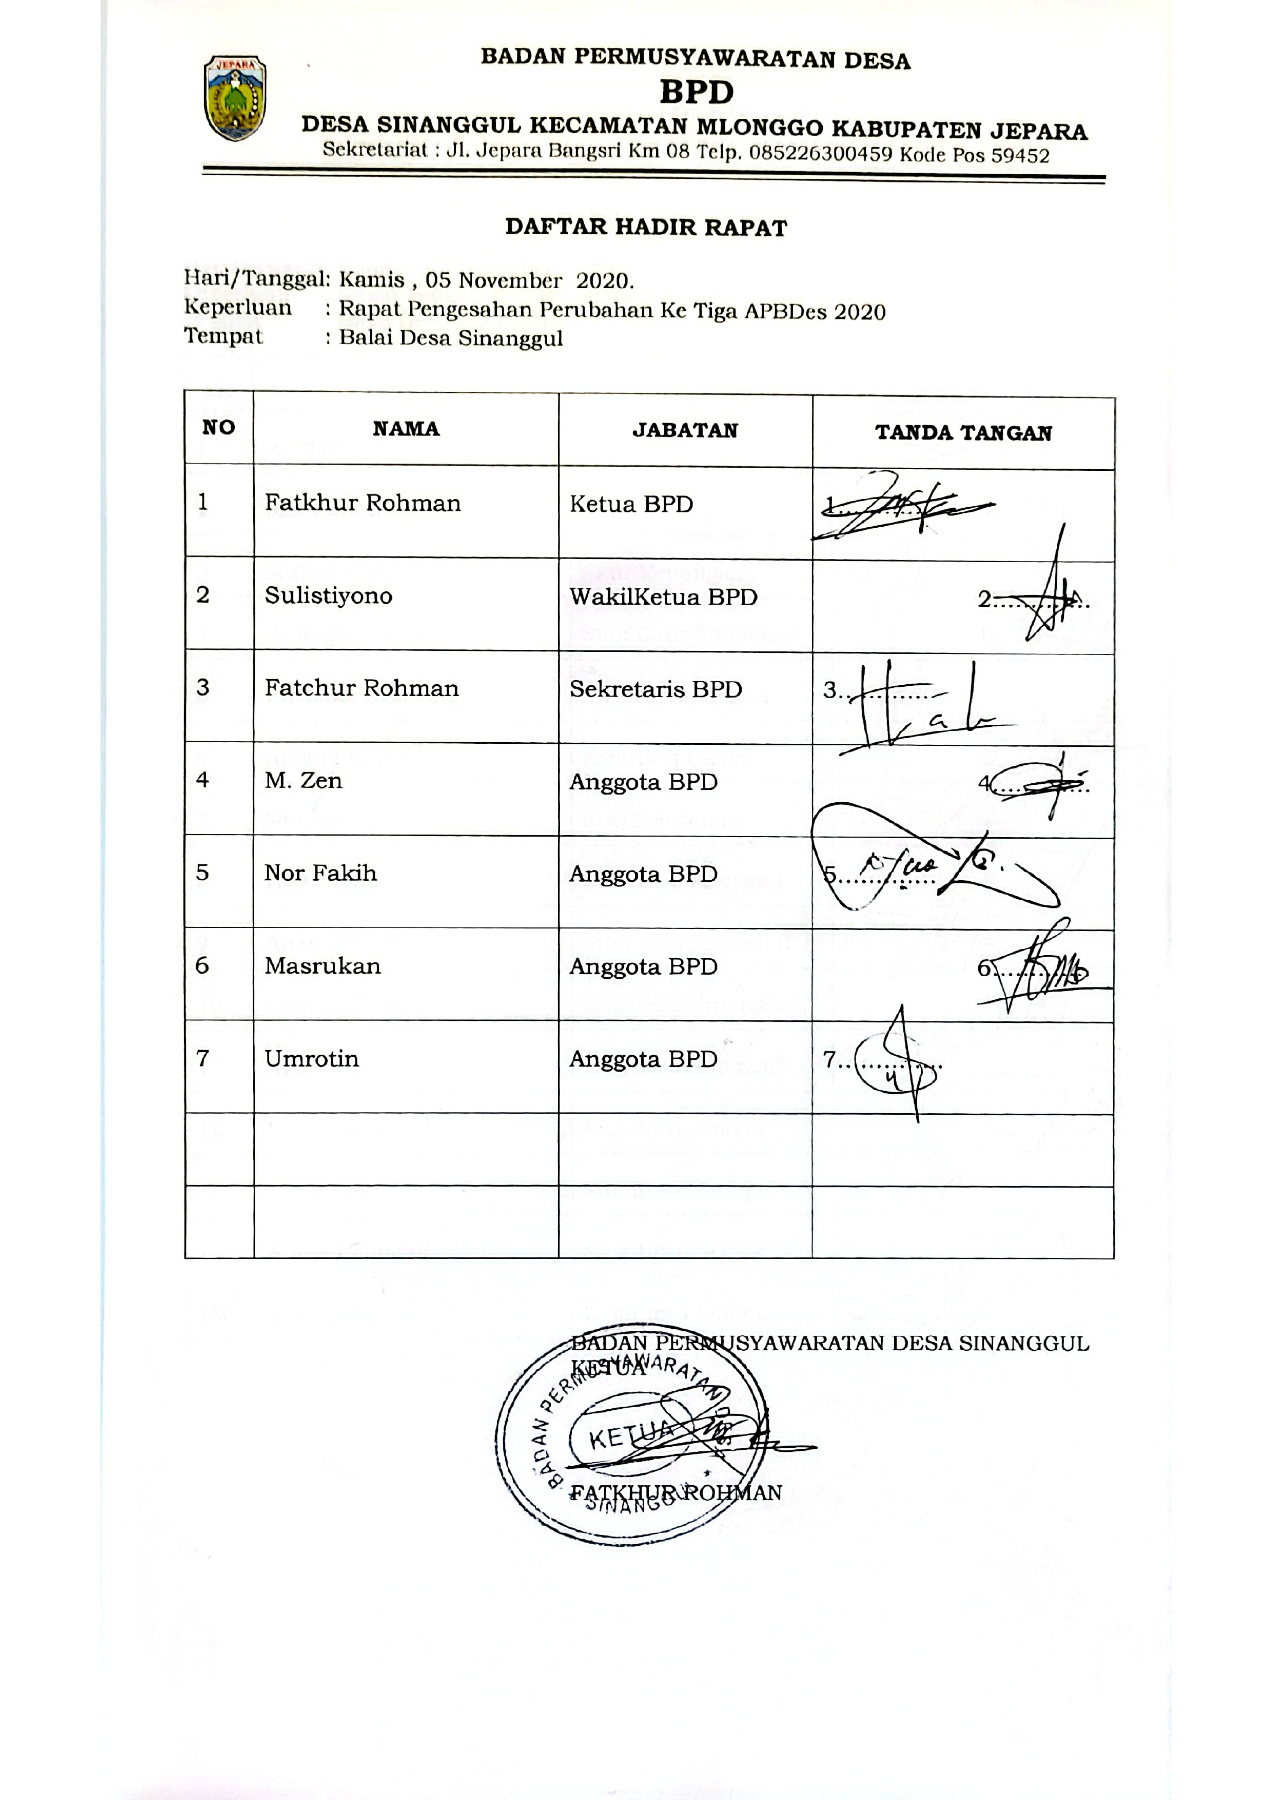 JEPARA
BADAN PERMUSYAWARATAN DESA
BPD
DESA SINANGGUL KECAMATAN MLONGGO KABUPATEN JEPARA
Sekretariat : Jl. Jepara Bangsri Km 08 Telp. 085226300459 Kode Pos 59452
DAFTAR HADIR RAPAT
Hari/Tanggal: Kamis , 05 November 2020.
Keperluan : Rapat Pengesahan Perubahan Ke Tiga APBDes 2020
Tempat : Balai Desa Sinanggul
NO NAMA JABATAN TANDA TANGAN
1 Fatkhur Rohman Ketua BPD 1............
2 Sulistiyono WakilKetua BPD 2............
3 Fatchur Rohman Sekretaris BPD 3............
4 M. Zen Anggota BPD 4............
5 Nor Fakih Anggota BPD 5............
6 Masrukan Anggota BPD 6............
7 Umrotin Anggota BPD 7............
BADAN PERMUSYAWARATAN DESA SINANGGUL
KETUA
BADAN PERMUSYAWARATAN DESA
KETUA
SINANGGUL
FATKHUR ROHMAN